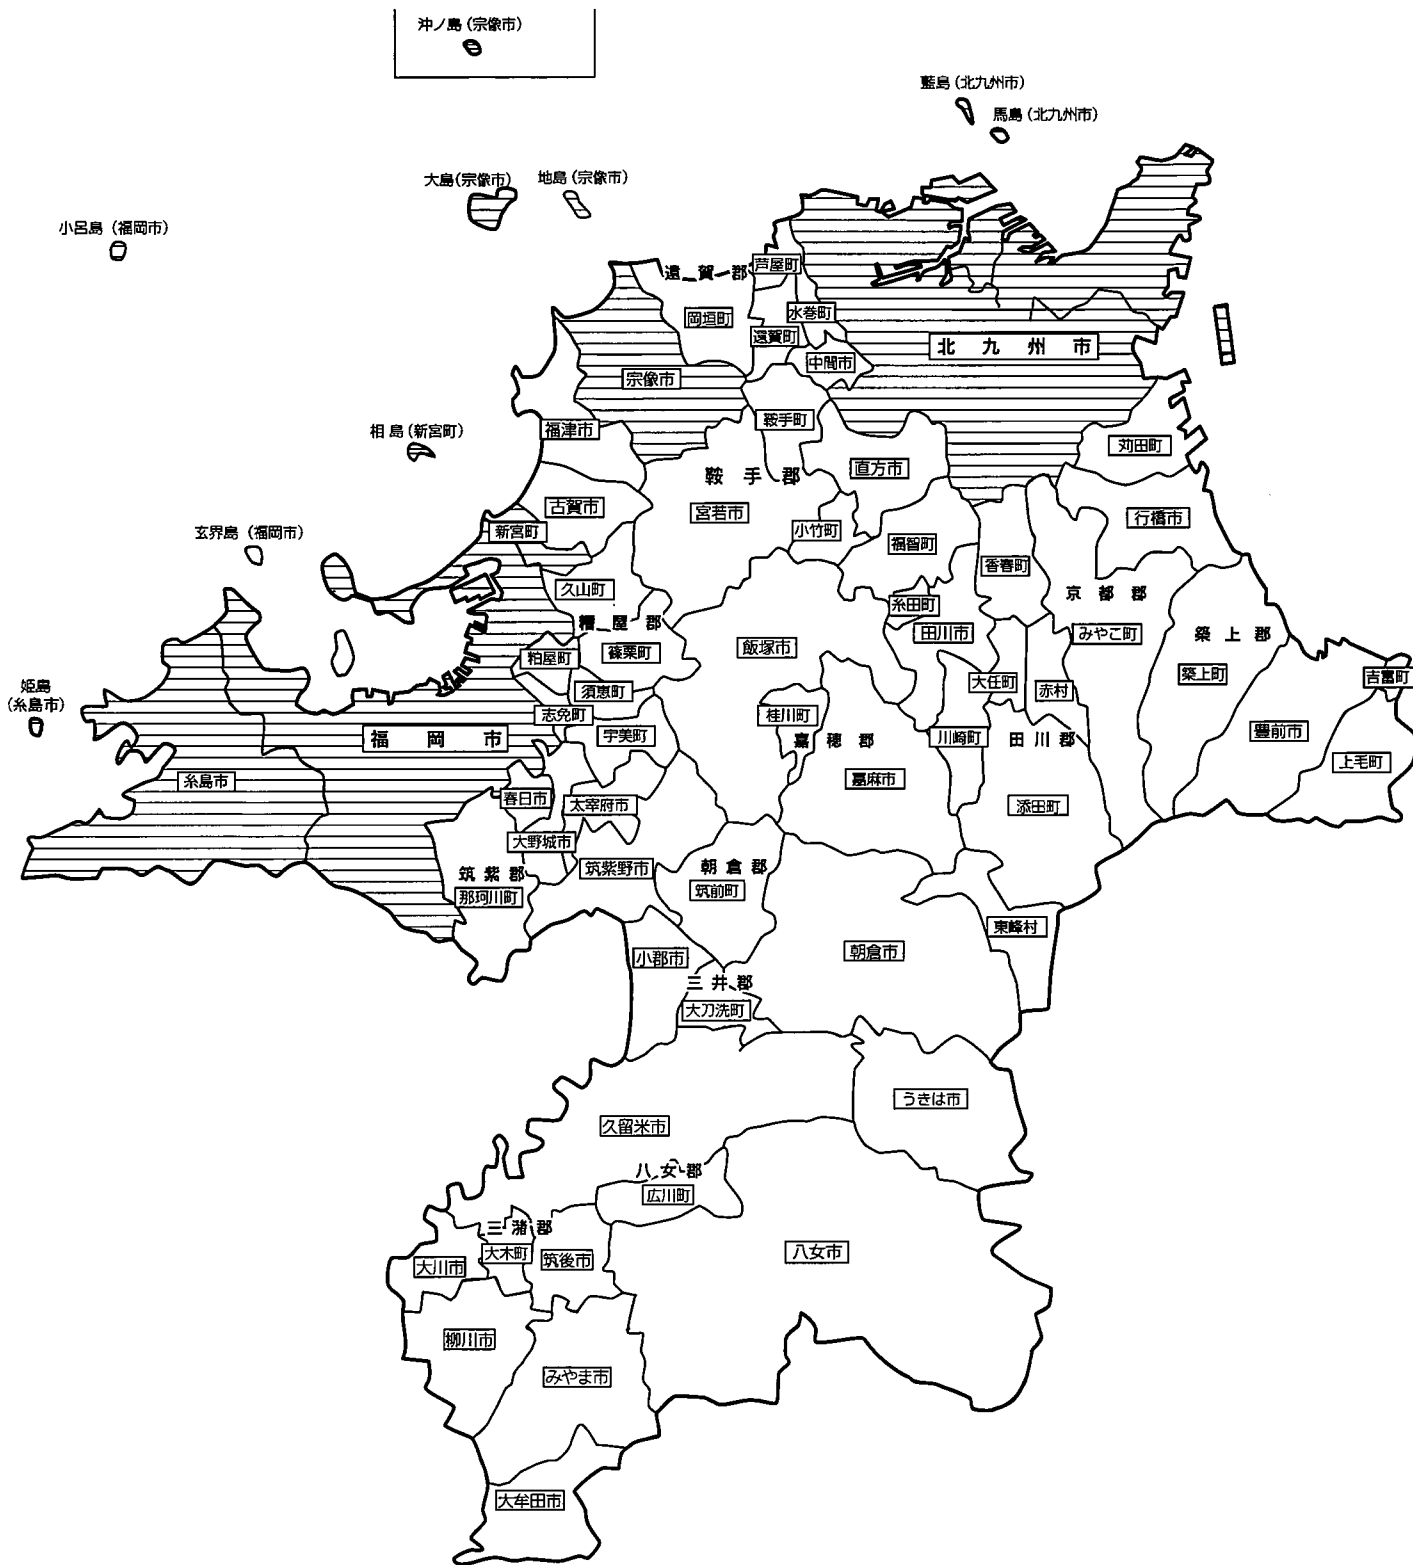 沖ノ島(宗像市)
藍島(北九州市)
馬島(北九州市)
大島(宗像市)
地島(宗像市)
小呂島(福岡市)
遠賀郡
芦屋町
岡垣町
水巻町
遠賀町
北九州市
中間市
宗像市
鞍手町
相島(新宮町)
福津市
苅田町
直方市
鞍手郡
古賀市
宮若市
行橋市
新宮町
小竹町
玄界島(福岡市)
福智町
香春町
久山町
京都郡
糸田町
糟屋郡
田川市
みやこ町
築上郡
飯塚市
篠栗町
粕屋町
築上町
吉富町
大任町
赤村
須恵町
姫島
(糸島市)
志免町
桂川町
福岡市
宇美町
嘉穂郡
川崎町
田川郡
豊前市
上毛町
糸島市
嘉麻市
春日市
太宰府市
添田町
大野城市
筑紫野市
朝倉郡
筑紫郡
筑前町
那珂川町
東峰村
朝倉市
小郡市
三井郡
大刀洗町
うきは市
久留米市
八女郡
広川町
三潴郡
大木町
八女市
筑後市
大川市
柳川市
みやま市
大牟田市